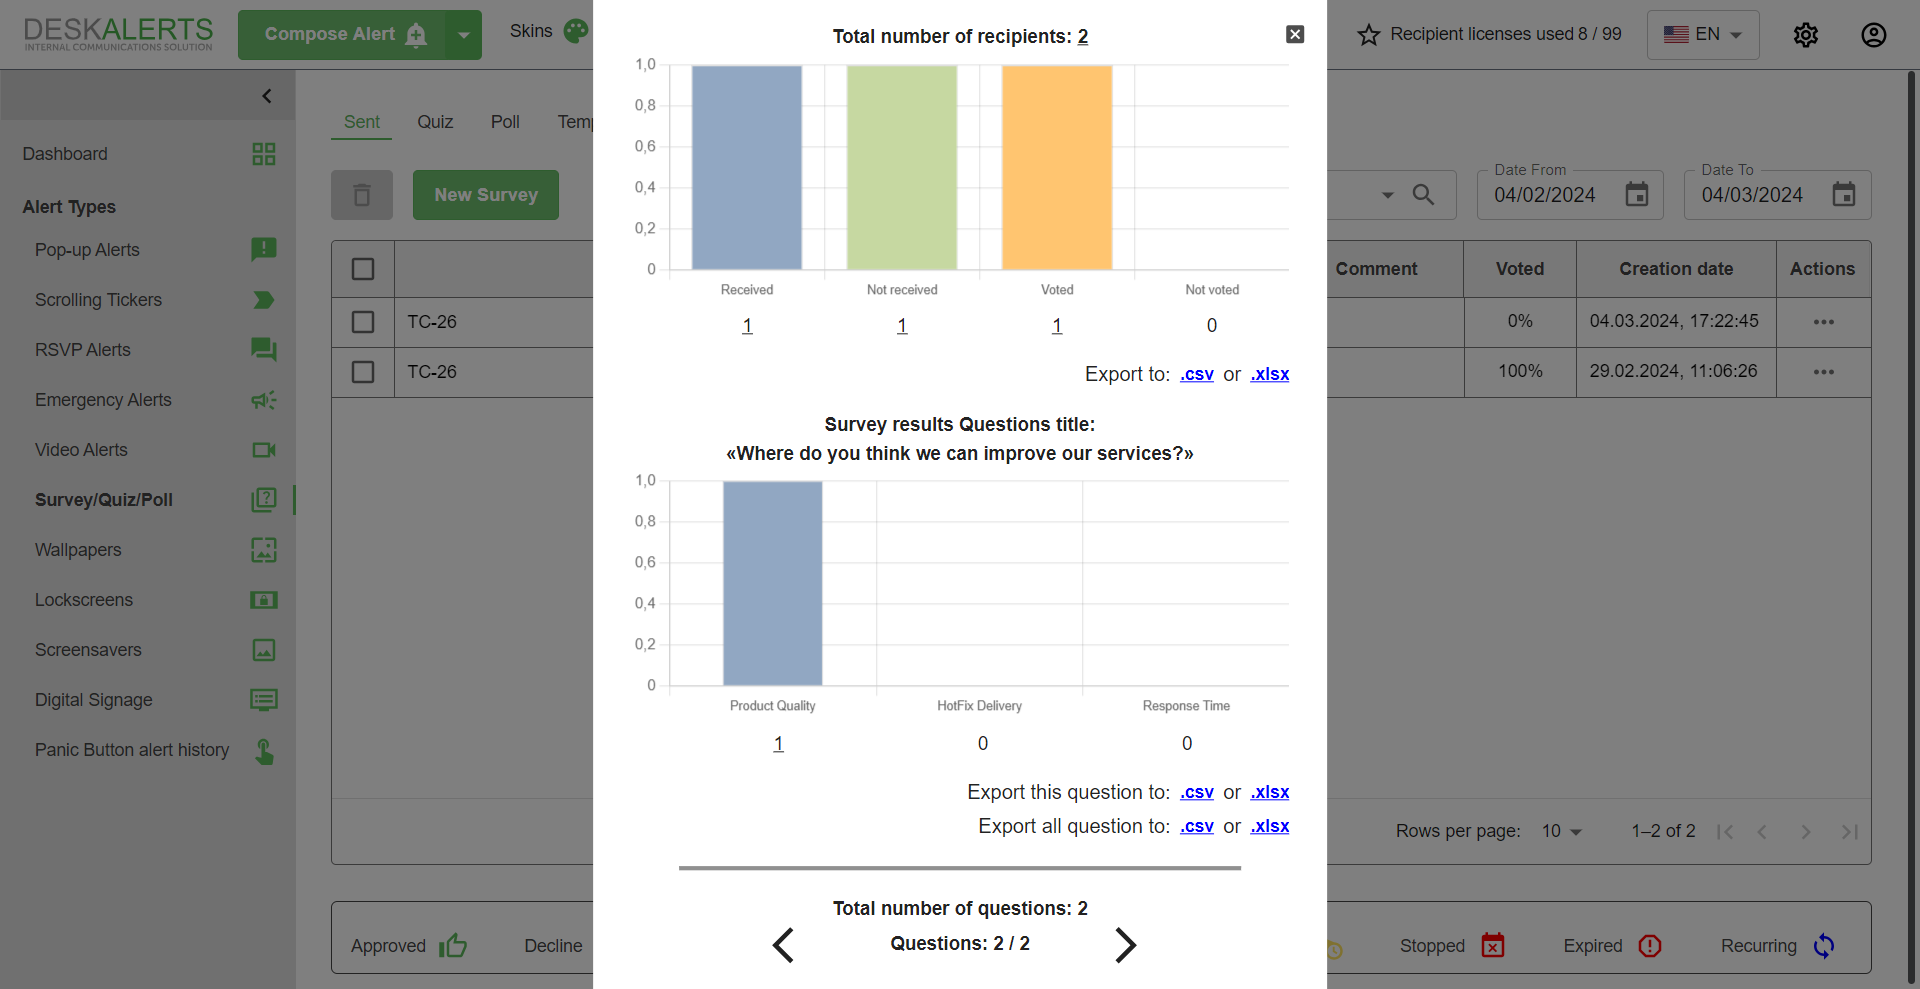 DESKALERTS
INTERNAL COMMUNICATIONS SOLUTION
Compose Alert
Skins
Recipient licenses used 8 / 99
EN
Dashboard
Alert Types
Pop-up Alerts
Scrolling Tickers
RSVP Alerts
Emergency Alerts
Video Alerts
Survey/Quiz/Poll
Wallpapers
Lockscreens
Screensavers
Digital Signage
Panic Button alert history
Sent Quiz Poll Temp
New Survey
Date From
04/02/2024
Date To
04/03/2024
Comment Voted Creation date Actions
TC-26 0% 04.03.2024, 17:22:45
TC-26 100% 29.02.2024, 11:06:26
Rows per page: 10 1–2 of 2
Approved Decline Stopped Expired Recurring
Total number of recipients: 2
1,0
0,8
0,6
0,4
0,2
0
Received Not received Voted Not voted
1 1 1 0
Export to: .csv or .xlsx
Survey results Questions title:
«Where do you think we can improve our services?»
1,0
0,8
0,6
0,4
0,2
0
Product Quality HotFix Delivery Response Time
1 0 0
Export this question to: .csv or .xlsx
Export all question to: .csv or .xlsx
Total number of questions: 2
Questions: 2 / 2